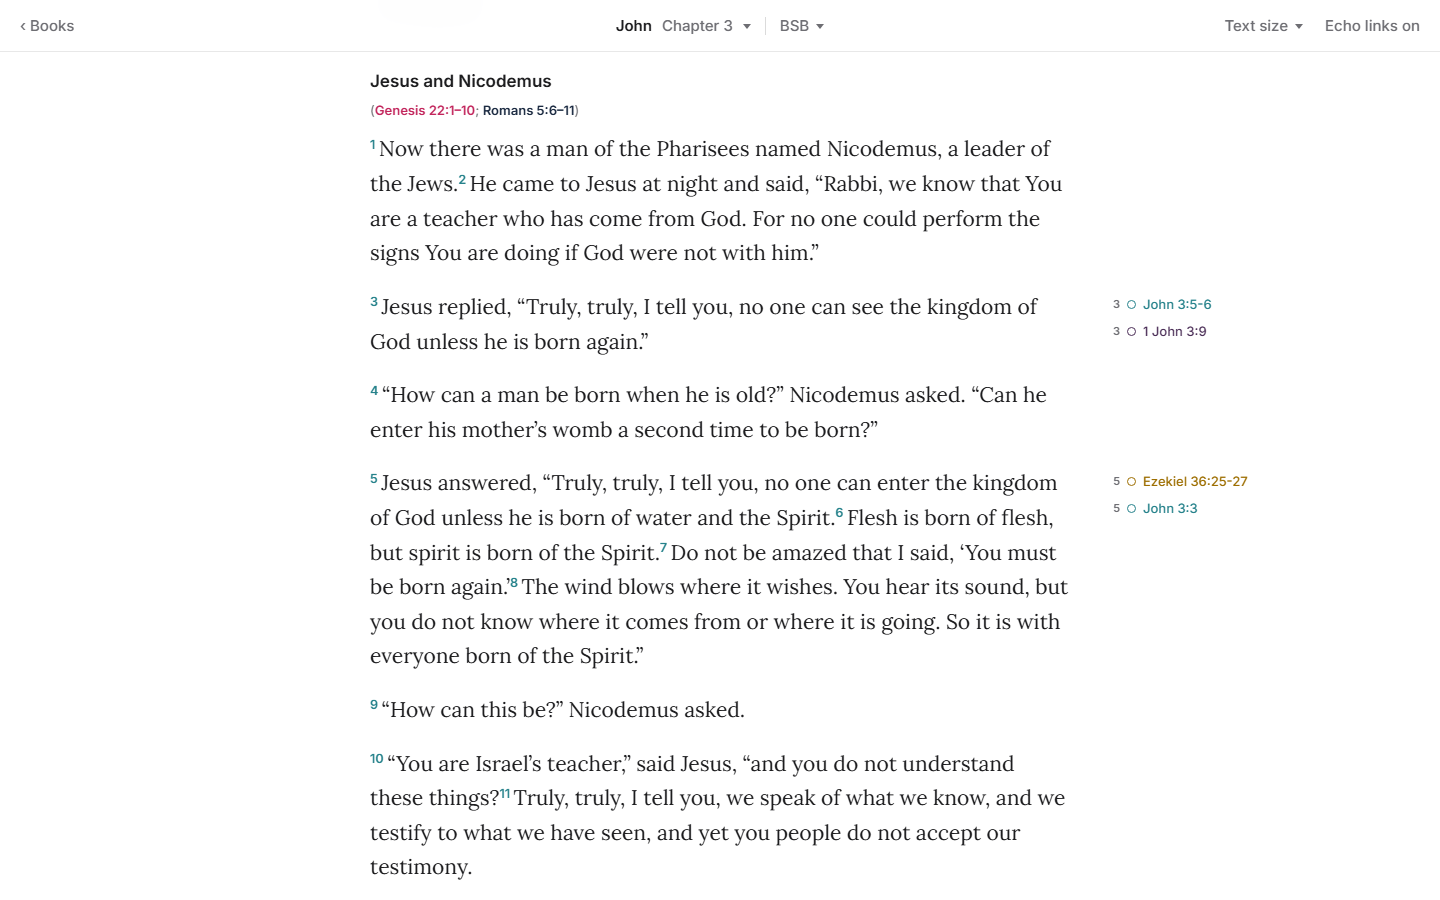 ‹ Books
John Chapter 3 BSB
Text size Echo links on
Jesus and Nicodemus
(Genesis 22:1–10; Romans 5:6–11)
1 Now there was a man of the Pharisees named Nicodemus, a leader of
the Jews.2 He came to Jesus at night and said, “Rabbi, we know that You
are a teacher who has come from God. For no one could perform the
signs You are doing if God were not with him.”
3 Jesus replied, “Truly, truly, I tell you, no one can see the kingdom of
God unless he is born again.”
3 John 3:5-6
3 1 John 3:9
4 “How can a man be born when he is old?” Nicodemus asked. “Can he
enter his mother’s womb a second time to be born?”
5 Jesus answered, “Truly, truly, I tell you, no one can enter the kingdom
of God unless he is born of water and the Spirit.6 Flesh is born of flesh,
but spirit is born of the Spirit.7 Do not be amazed that I said, ‘You must
be born again.’8 The wind blows where it wishes. You hear its sound, but
you do not know where it comes from or where it is going. So it is with
everyone born of the Spirit.”
5 Ezekiel 36:25-27
5 John 3:3
9 “How can this be?” Nicodemus asked.
10 “You are Israel’s teacher,” said Jesus, “and you do not understand
these things?11 Truly, truly, I tell you, we speak of what we know, and we
testify to what we have seen, and yet you people do not accept our
testimony.